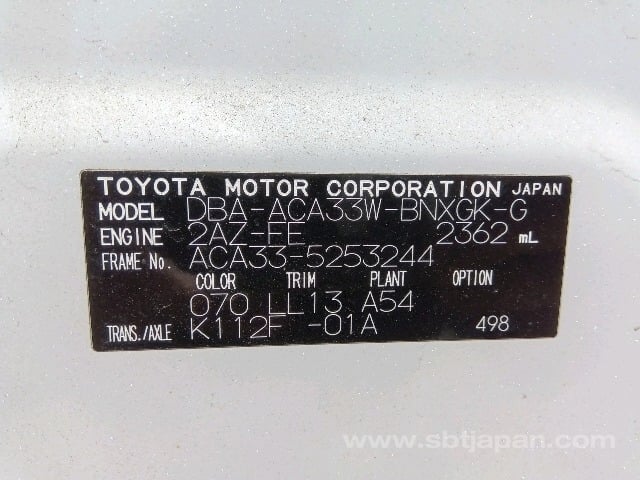 TOYOTA MOTOR CORPORATION JAPAN
MODEL DBA-ACA33W-BNXGK-G
ENGINE 2AZ-FE 2362 mL
FRAME No. ACA33-5253244
COLOR TRIM PLANT OPTION
070 LL13 A54
TRANS./AXLE K112F -01A 498
www.sbtjapan.com/